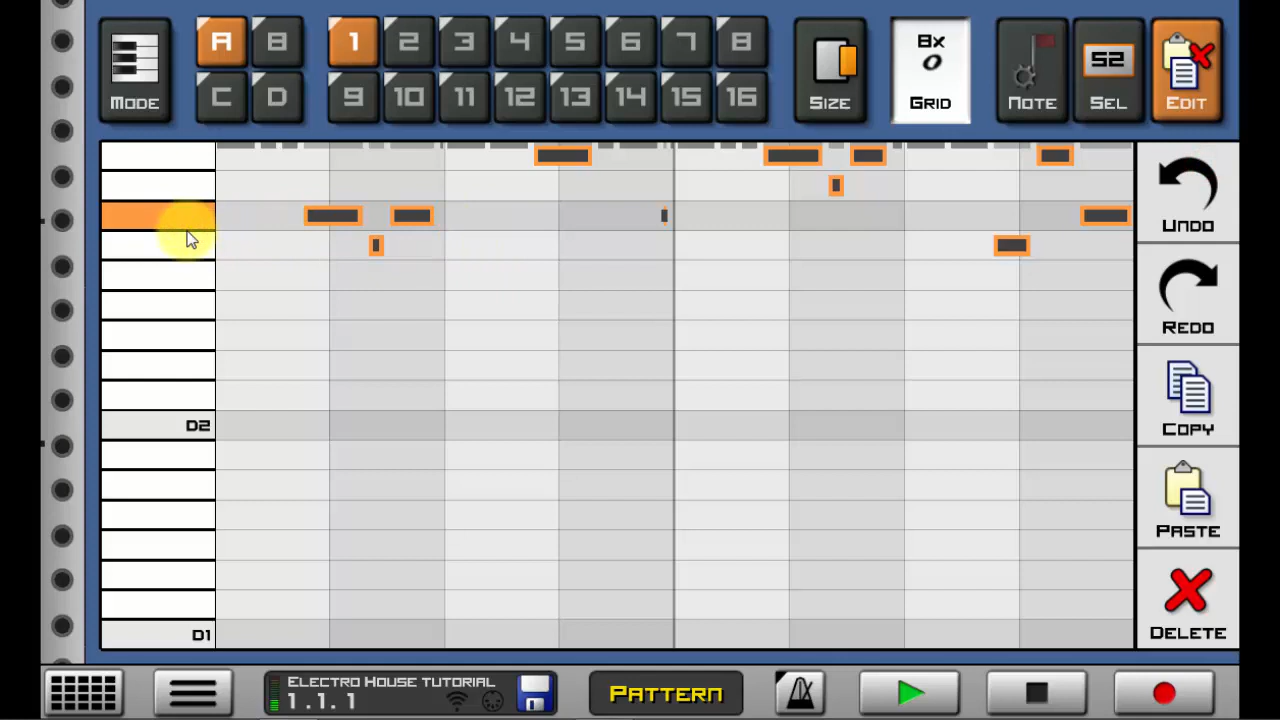 A B 1 2 3 4 5 6 7 8 8x 52
MODE C D 9 10 11 12 13 14 15 16 SIZE GRID NOTE SEL EDIT
UNDO
REDO
COPY
D2
PASTE
D1 DELETE
ELECTRO HOUSE TUTORIAL
1.1.1
PATTERN